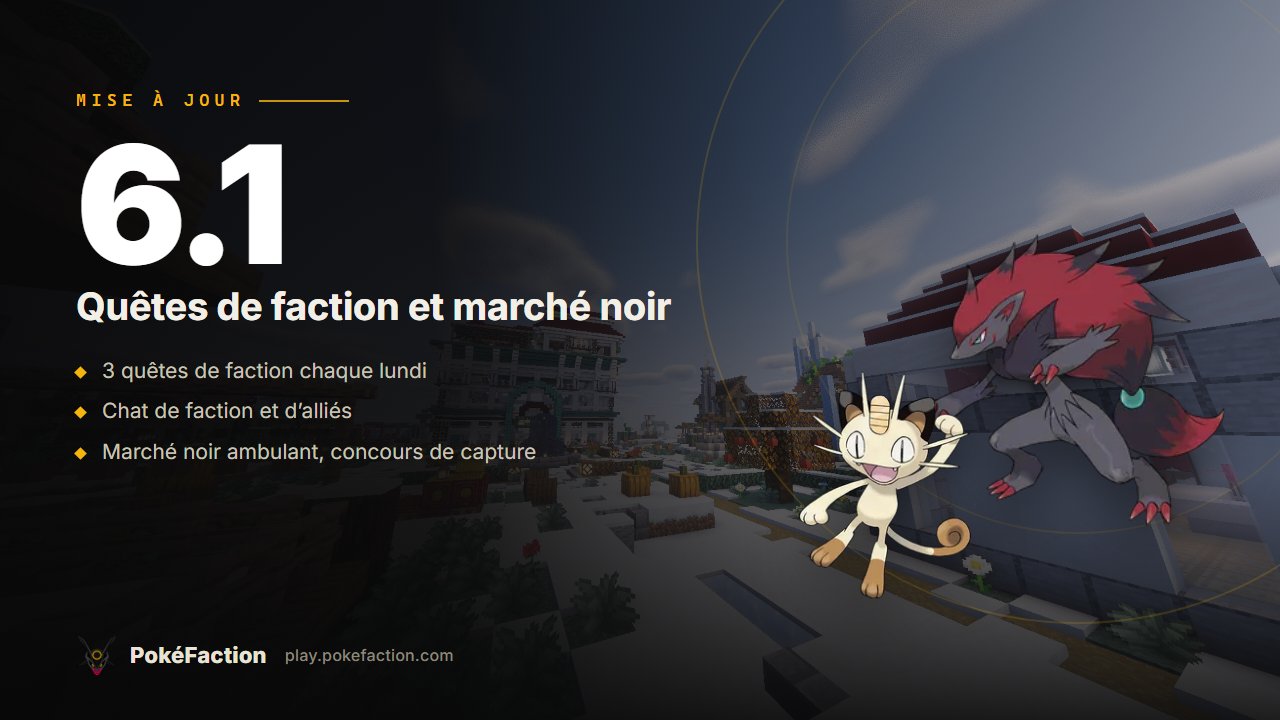 MISE À JOUR
6.1
Quêtes de faction et marché noir
3 quêtes de faction chaque lundi
Chat de faction et d’alliés
Marché noir ambulant, concours de capture
PokéFaction play.pokefaction.com